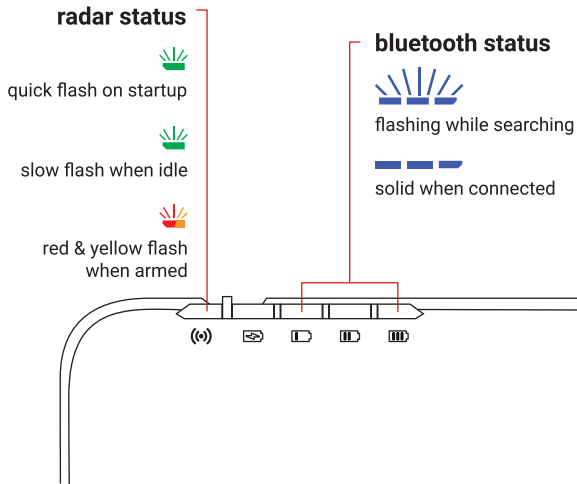 radar status
quick flash on startup
slow flash when idle
red & yellow flash
when armed
bluetooth status
flashing while searching
solid when connected